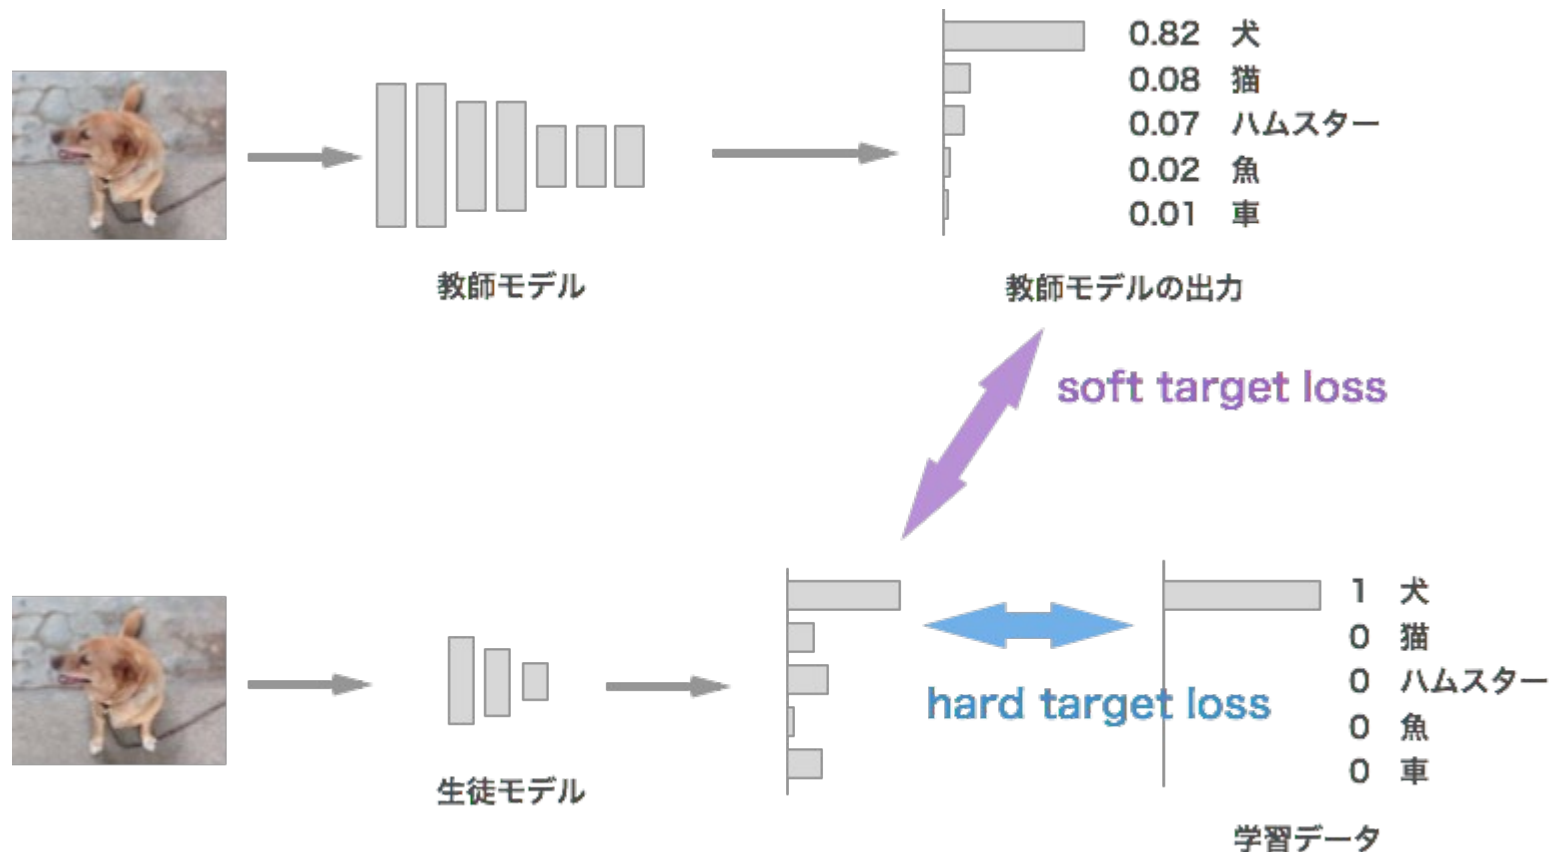 0.82 犬
0.08 猫
0.07 ハムスター
0.02 魚
0.01 車
教師モデル
教師モデルの出力
soft target loss
1 犬
0 猫
0 ハムスター
0 魚
0 車
hard target loss
生徒モデル
学習データ